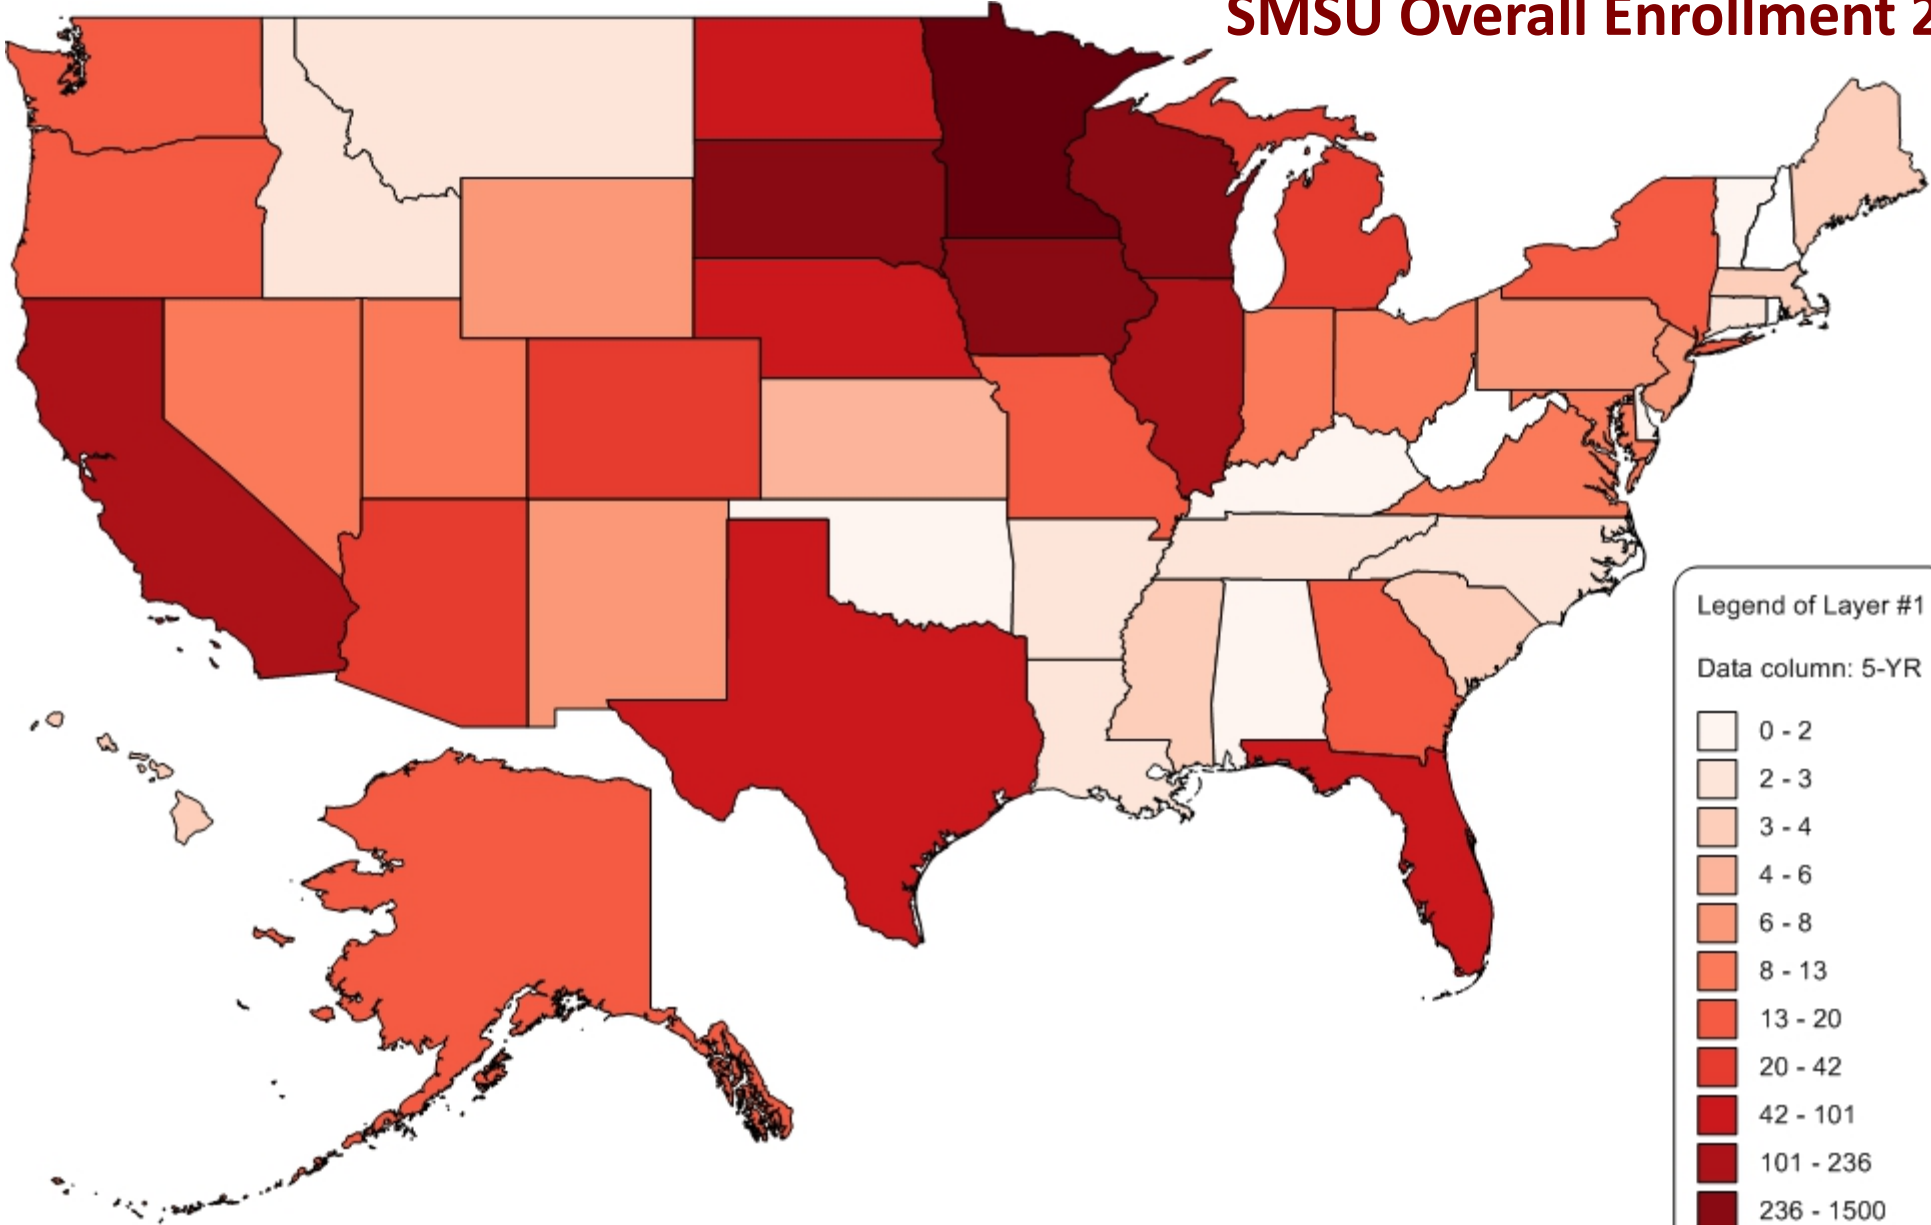 SMSU Overall Enrollment 2
Legend of Layer #1
Data column: 5-YR
0 - 2
2 - 3
3 - 4
4 - 6
6 - 8
8 - 13
13 - 20
20 - 42
42 - 101
101 - 236
236 - 1500